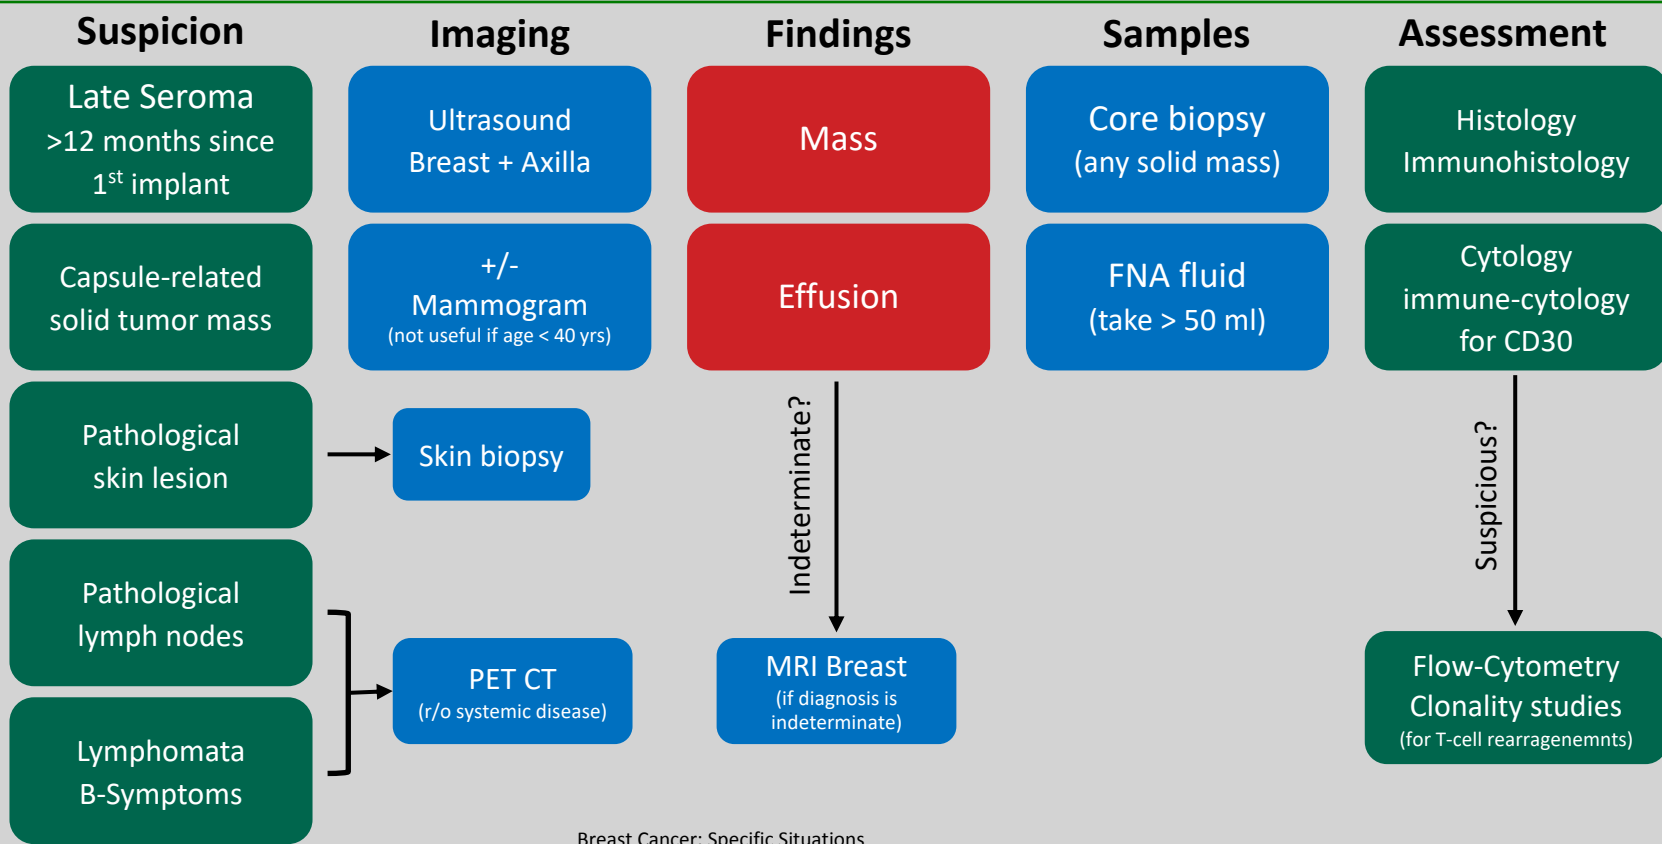 Suspicion
Imaging
Findings
Samples
Assessment
Late Seroma
>12 months since
1st implant
Ultrasound
Breast + Axilla
Mass
Core biopsy
(any solid mass)
Histology
Immunohistology
Capsule-related
solid tumor mass
+/-
Mammogram
(not useful if age < 40 yrs)
Effusion
FNA fluid
(take > 50 ml)
Cytology
immune-cytology
for CD30
Pathological
skin lesion
Skin biopsy
Indeterminate?
Suspicious?
Pathological
lymph nodes
PET CT
(r/o systemic disease)
MRI Breast
(if diagnosis is
indeterminate)
Flow-Cytometry
Clonality studies
(for T-cell rearragenemnts)
Lymphomata
B-Symptoms
Breast Cancer: Specific Situations